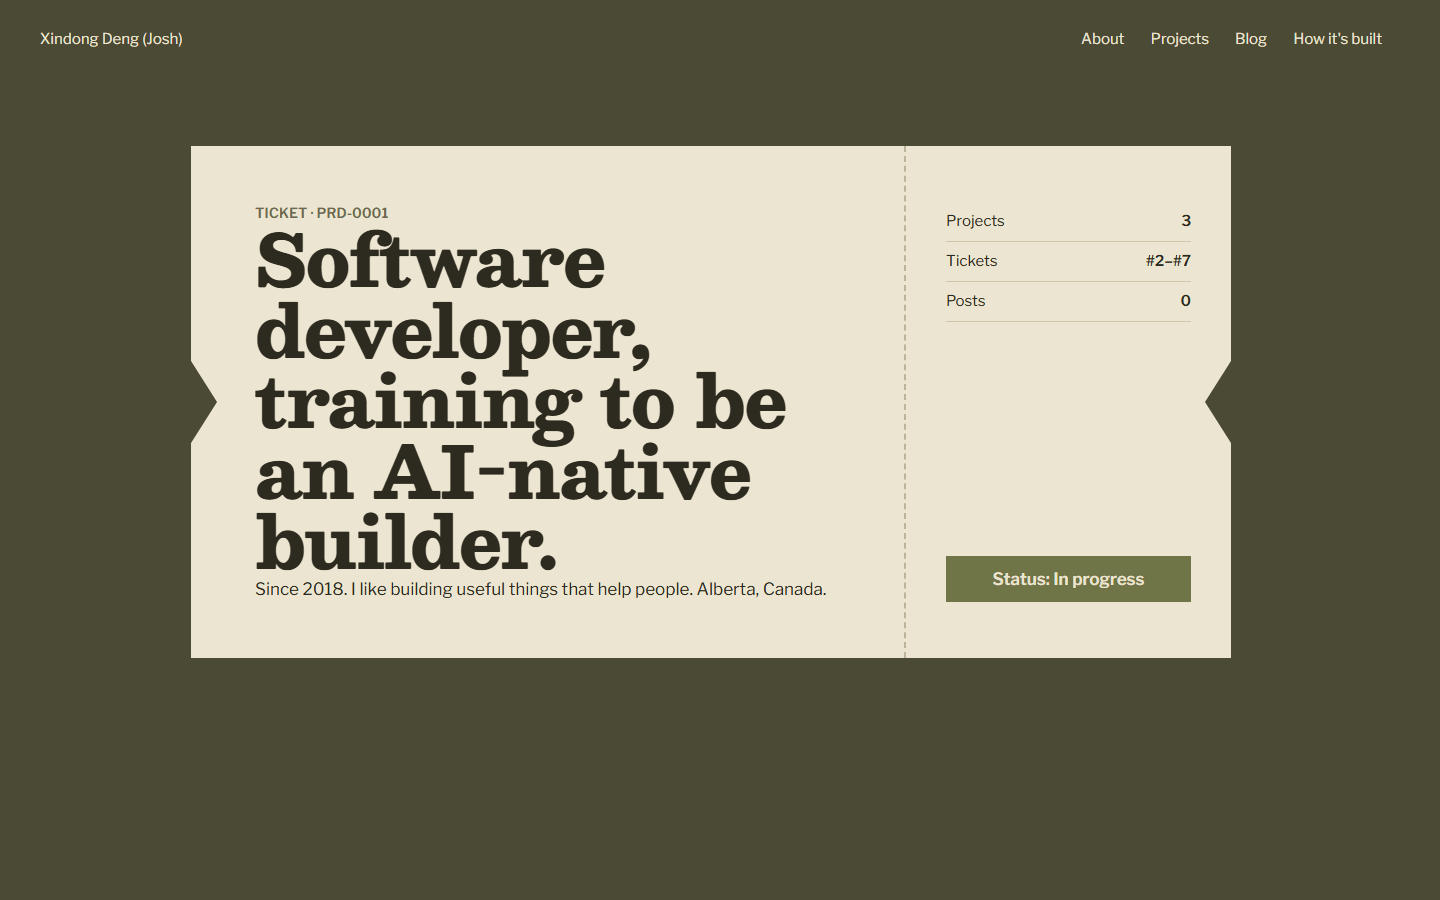 Xindong Deng (Josh)
About Projects Blog How it's built
TICKET · PRD-0001
Software
developer,
training to be
an AI-native
builder.
Since 2018. I like building useful things that help people. Alberta, Canada.
Projects 3
Tickets #2–#7
Posts 0
Status: In progress